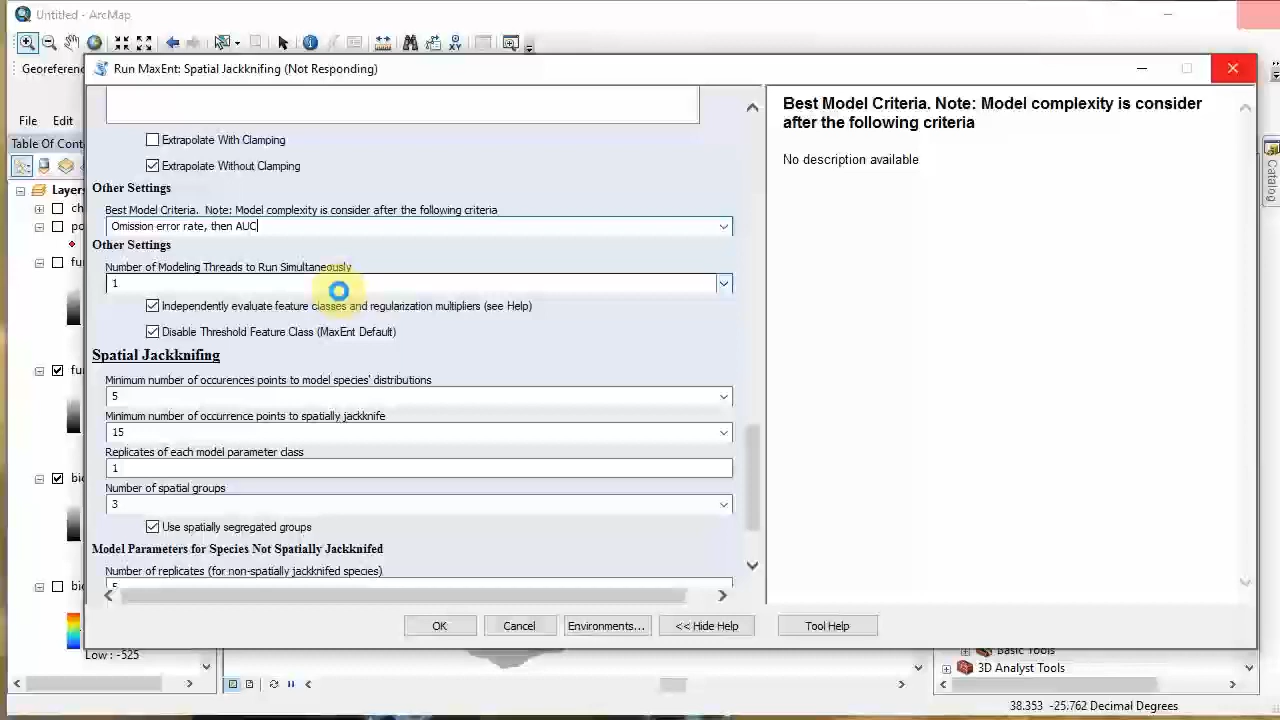 Untitled - ArcMap
Georeferenc
Run MaxEnt: Spatial Jackknifing (Not Responding)
File Edit
Table Of Conte
Layers
ch
po
fu
fu
bio
bio
Low : -525
Extrapolate With Clamping
Extrapolate Without Clamping
Other Settings
Best Model Criteria. Note: Model complexity is consider after the following criteria
Omission error rate, then AUC
Other Settings
Number of Modeling Threads to Run Simultaneously
1
Independently evaluate feature classes and regularization multipliers (see Help)
Disable Threshold Feature Class (MaxEnt Default)
Spatial Jackknifing
Minimum number of occurences points to model species' distributions
5
Minimum number of occurrence points to spatially jackknife
15
Replicates of each model parameter class
1
Number of spatial groups
3
Use spatially segregated groups
Model Parameters for Species Not Spatially Jackknifed
Number of replicates (for non-spatially jackknifed species)
5
OK
Cancel
Environments...
<< Hide Help
Tool Help
Best Model Criteria. Note: Model complexity is consider
after the following criteria
No description available
Catalog
Basic Tools
3D Analyst Tools
38.353 -25.762 Decimal Degrees